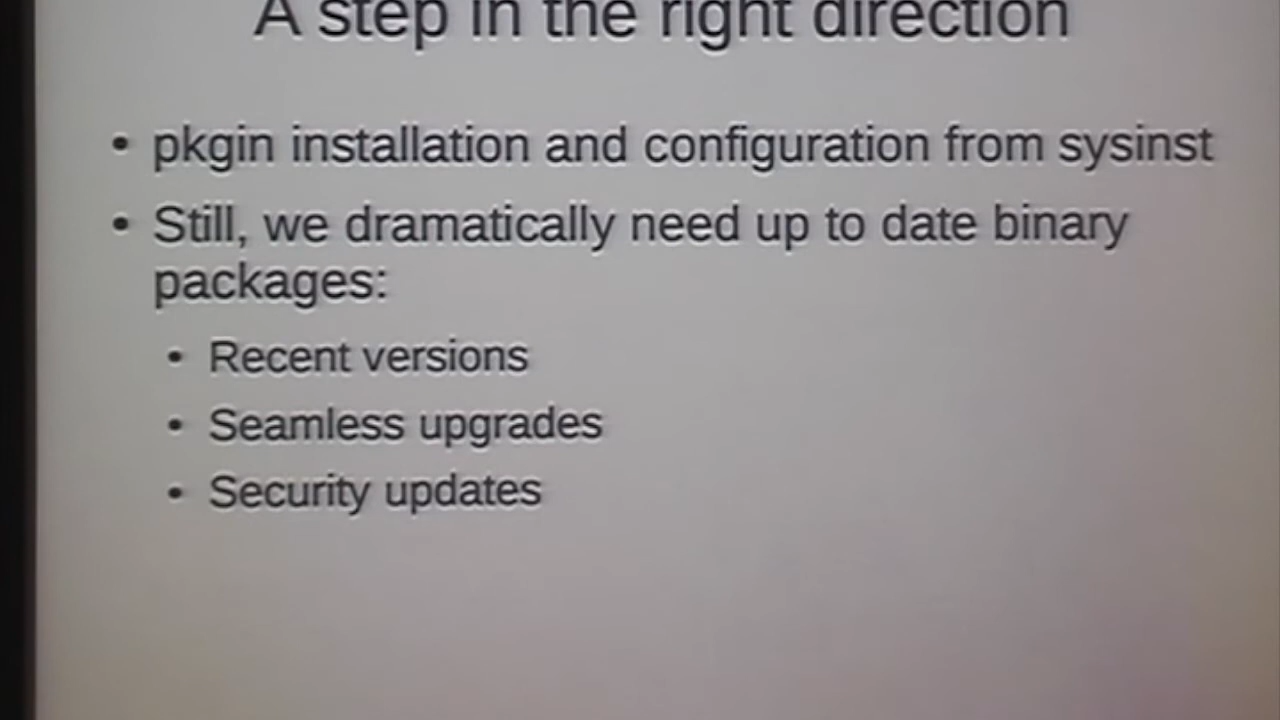 A step in the right direction
• pkgin installation and configuration from sysinst
• Still, we dramatically need up to date binary
packages:
• Recent versions
• Seamless upgrades
• Security updates